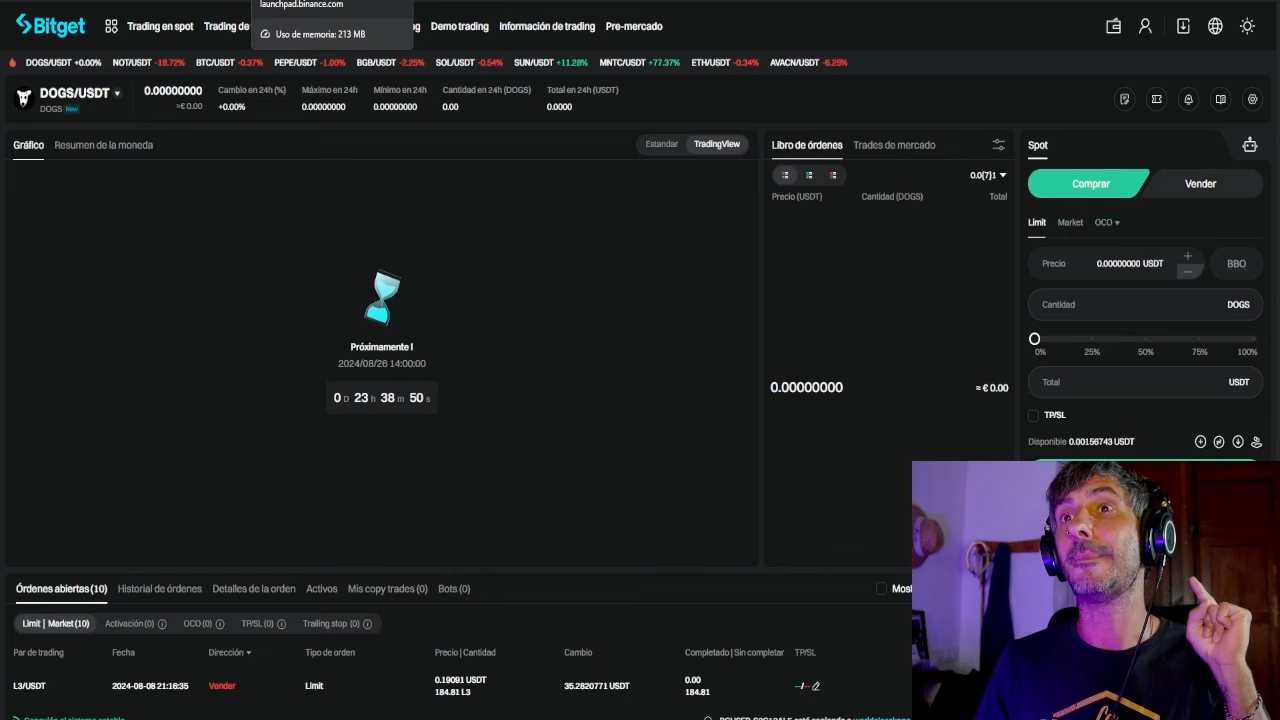 launchpad.binance.com
Bitget Trading en spot Trading de Demo trading Información de trading Pre-mercado
Uso de memoria: 213 MB
DOGS/USDT +0.00% NOT/USDT -18.72% BTC/USDT -0.37% PEPE/USDT -1.00% BGB/USDT -2.25% SOL/USDT -0.54% SUN/USDT +11.28% MNTC/USDT +77.37% ETH/USDT -0.34% AVACN/USDT -6.25%
DOGS/USDT 0.00000000 Cambio en 24h (%) Máximo en 24h Mínimo en 24h Cantidad en 24h (DOGS) Total en 24h (USDT)
DOGS New ≈€ 0.00 +0.00% 0.00000000 0.00000000 0.00 0.0000
Gráfico Resumen de la moneda Estandar TradingView Libro de órdenes Trades de mercado Spot
0.0{7}1
Comprar Vender
Precio (USDT) Cantidad (DOGS) Total
Limit Market OCO
Precio 0.00000000 USDT BBO
Cantidad DOGS
Próximamente !
0% 25% 50% 75% 100%
2024/08/26 14:00:00
Total USDT
0.00000000 ≈ € 0.00
0 D 23 h 38 m 50 s
TP/SL
Disponible 0.00156743 USDT
Órdenes abiertas (10) Historial de órdenes Detalles de la orden Activos Mis copy trades (0) Bots (0) Most
Limit | Market (10) Activación (0) OCO (0) TP/SL (0) Trailing stop (0)
Par de trading Fecha Dirección Tipo de orden Precio | Cantidad Cambio Completado | Sin completar TP/SL
L3/USDT 2024-08-08 21:16:35 Vender Limit 0.19091 USDT 35.2820771 USDT 0.00 --/--
184.81 L3 184.81